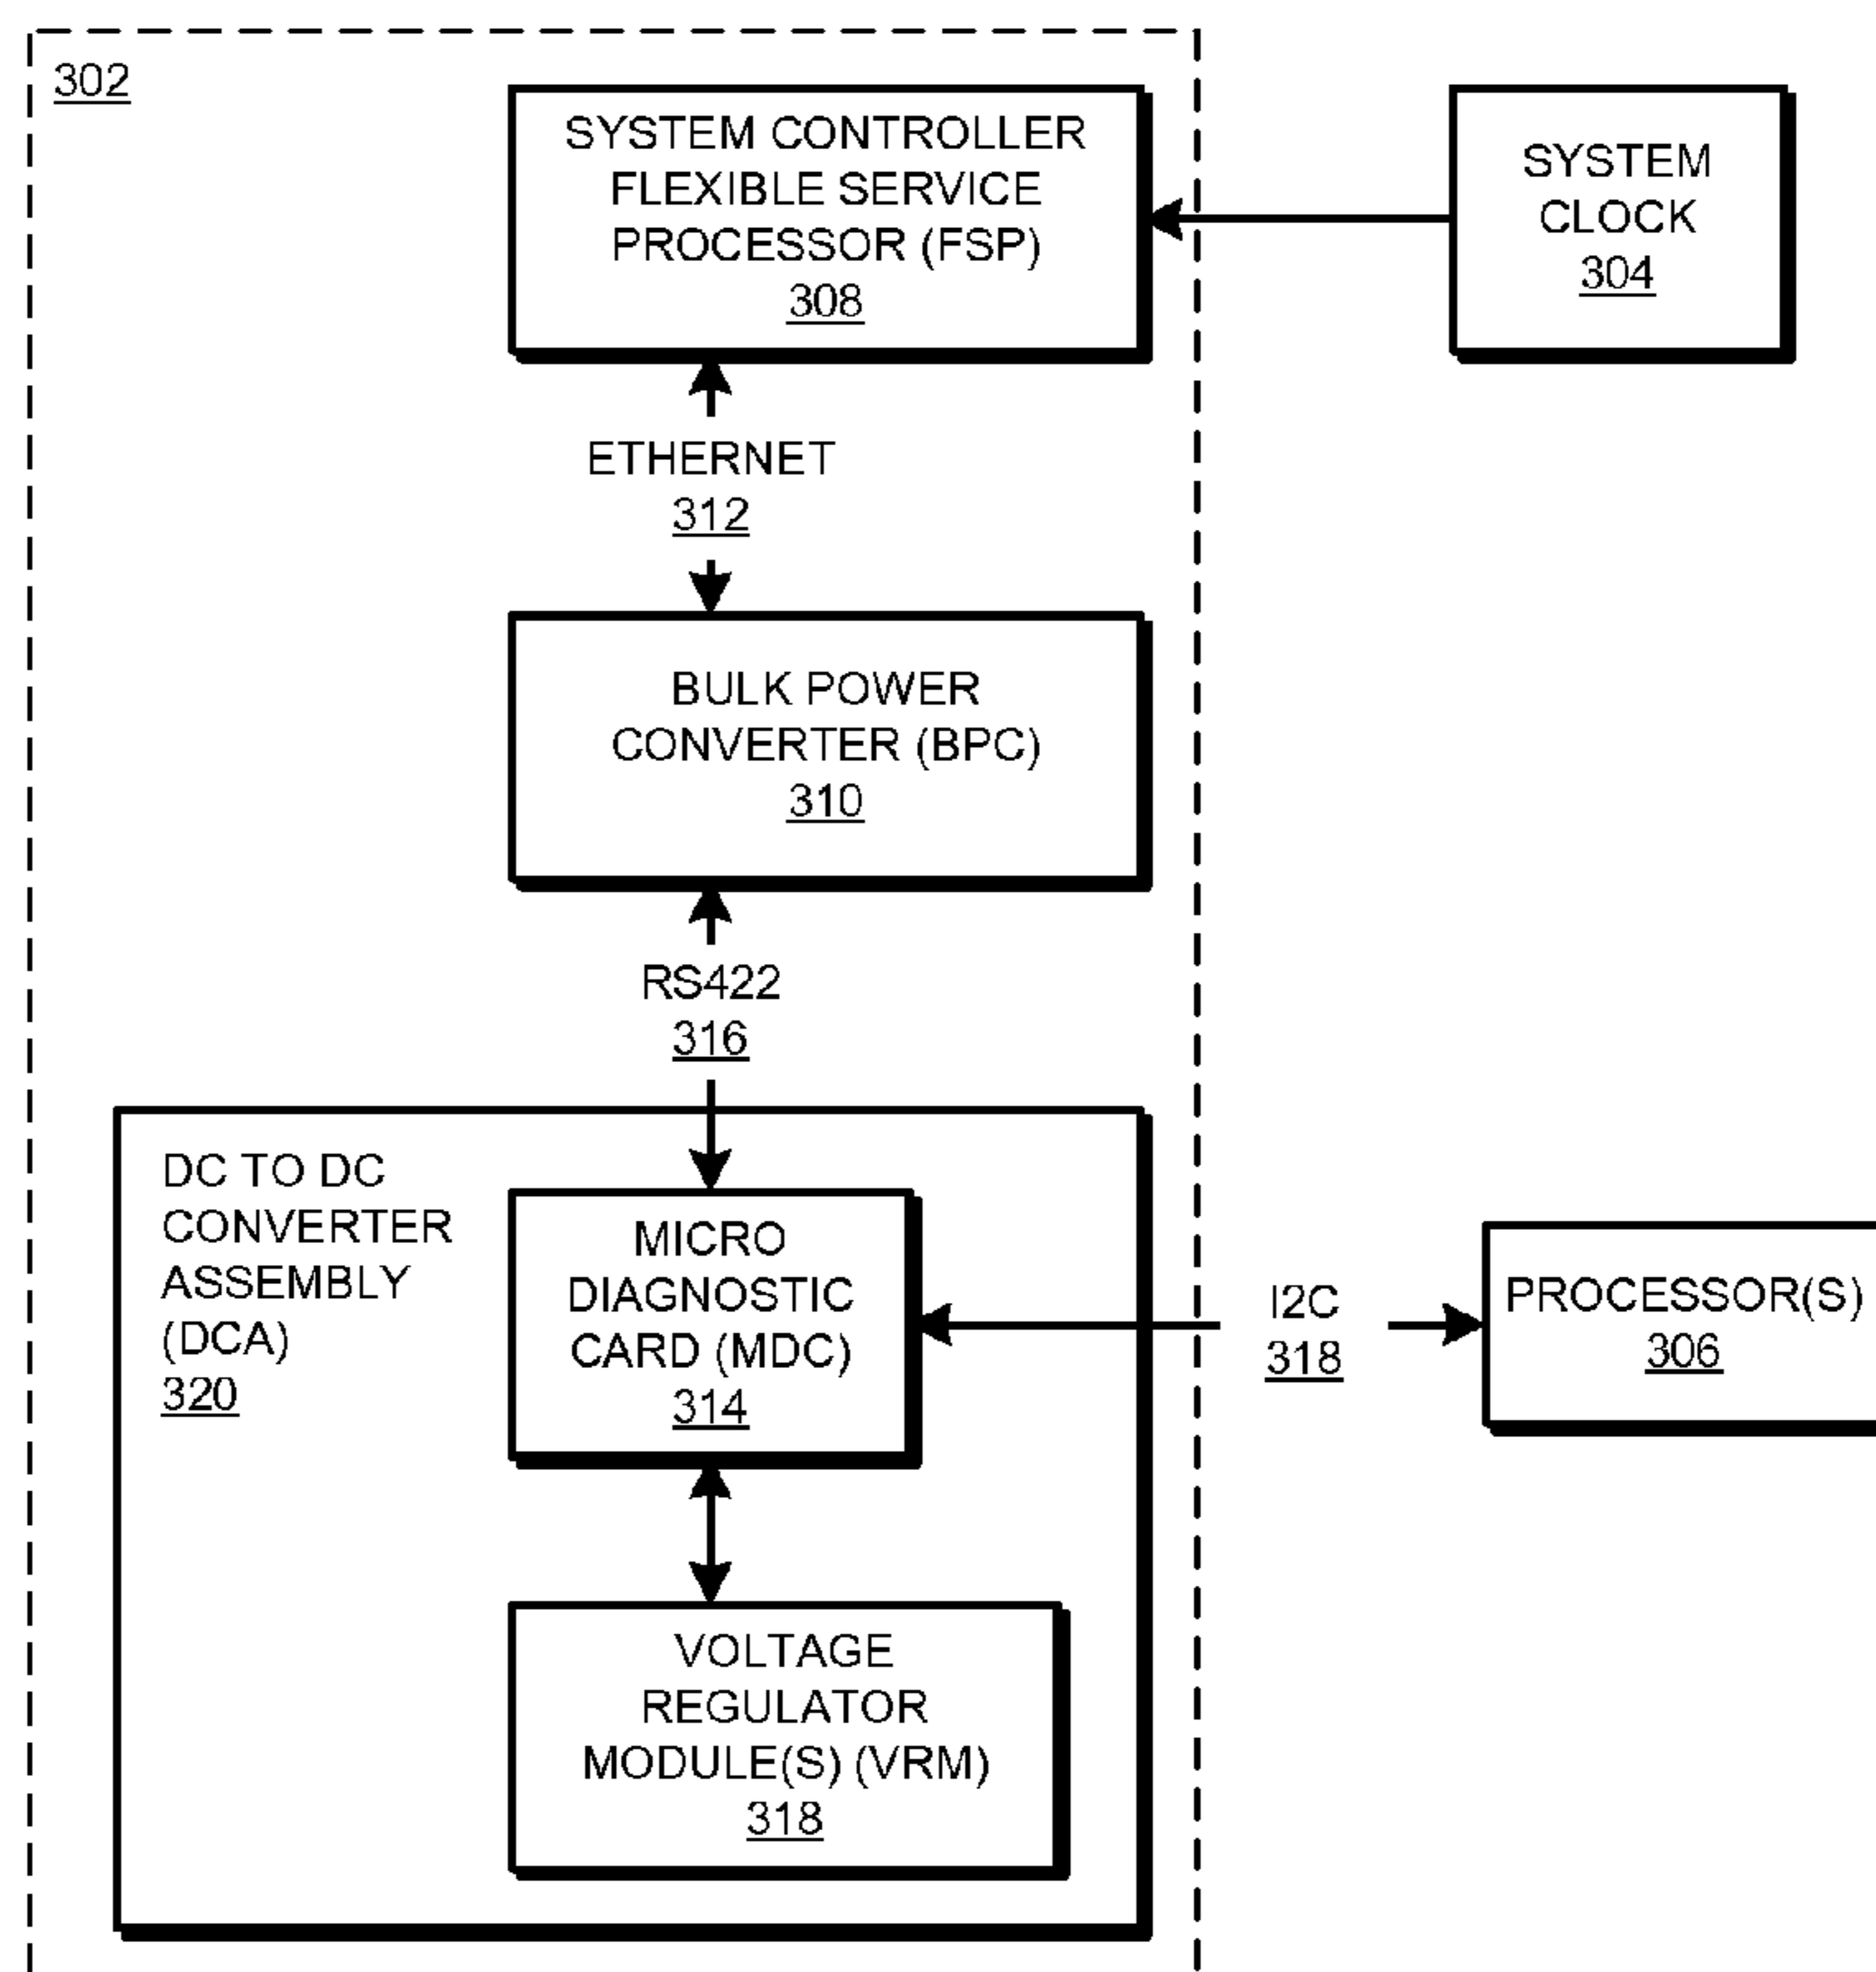 302
SYSTEM CONTROLLER
FLEXIBLE SERVICE
PROCESSOR (FSP)
308
SYSTEM
CLOCK
304
ETHERNET
312
BULK POWER
CONVERTER (BPC)
310
RS422
316
DC TO DC
CONVERTER
ASSEMBLY
(DCA)
320
MICRO
DIAGNOSTIC
CARD (MDC)
314
I2C
318
PROCESSOR(S)
306
VOLTAGE
REGULATOR
MODULE(S) (VRM)
318